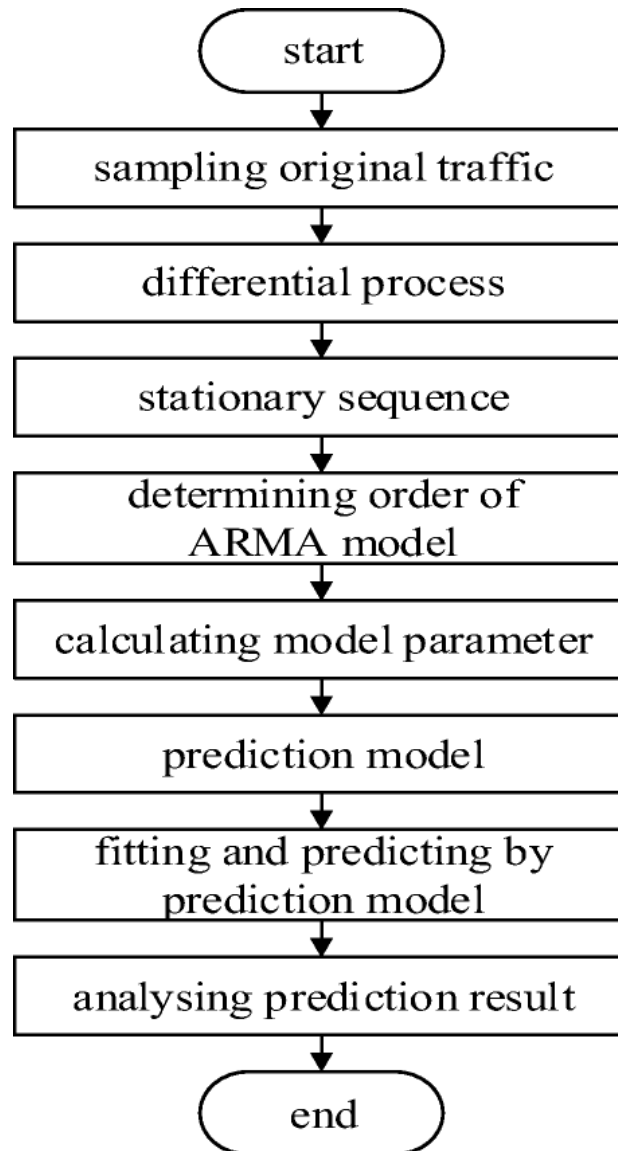 start
sampling original traffic
differential process
stationary sequence
determining order of
ARMA model
calculating model parameter
prediction model
fitting and predicting by
prediction model
analysing prediction result
end